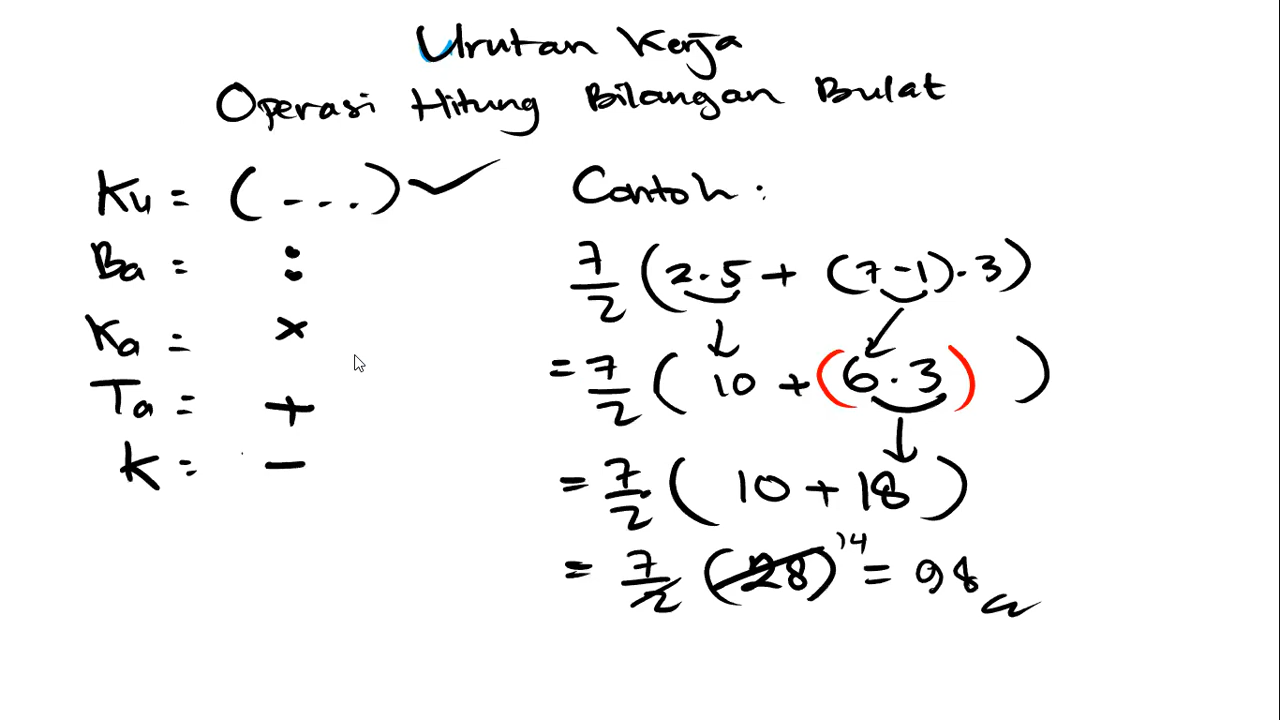 Urutan Kerja
Operasi Hitung Bilangan Bulat
Ku = (...) ✓
Ba = :
Ka = ×
Ta = +
K = −
Contoh :
7/2 (2·5 + (7-1)·3)
= 7/2 ( 10 + (6·3) )
= 7/2 ( 10 + 18 )
= 7/2 (28) 14 = 98